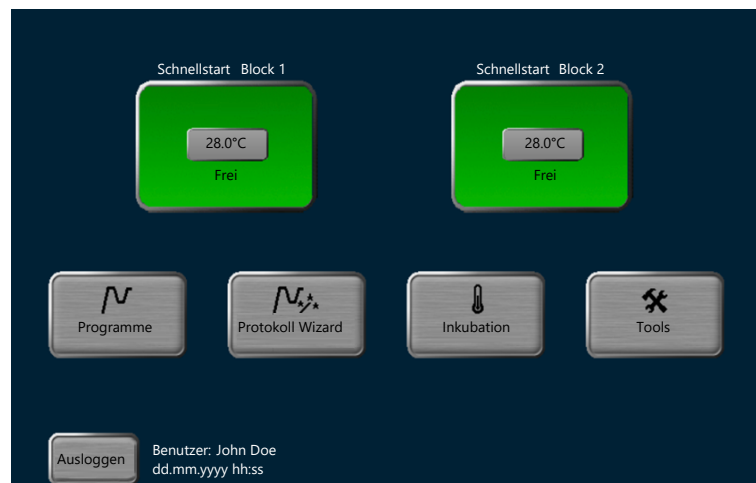 Schnellstart Block 1
Schnellstart Block 2
28.0°C
28.0°C
Frei
Frei
Programme
Protokoll Wizard
Inkubation
Tools
Ausloggen
Benutzer: John Doe
dd.mm.yyyy hh:ss